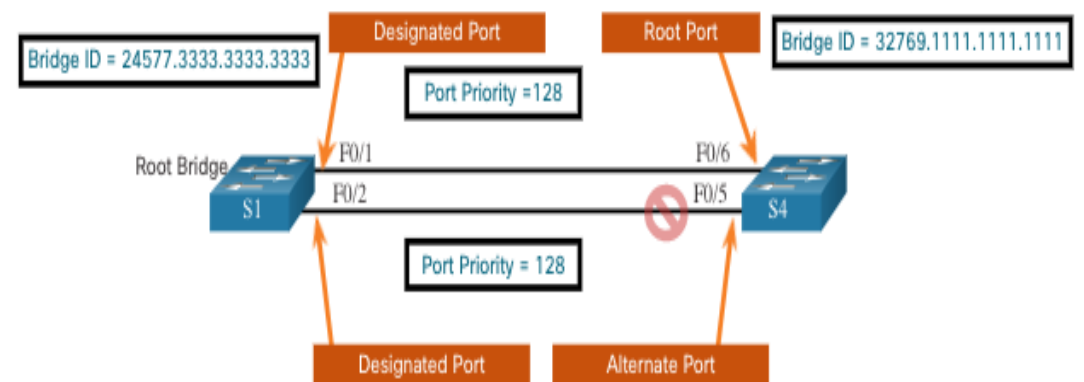 Designated Port
Root Port
Bridge ID = 24577.3333.3333.3333
Bridge ID = 32769.1111.1111.1111
Port Priority =128
Root Bridge
F0/1
F0/6
F0/2
F0/5
S1
S4
Port Priority = 128
Designated Port
Alternate Port